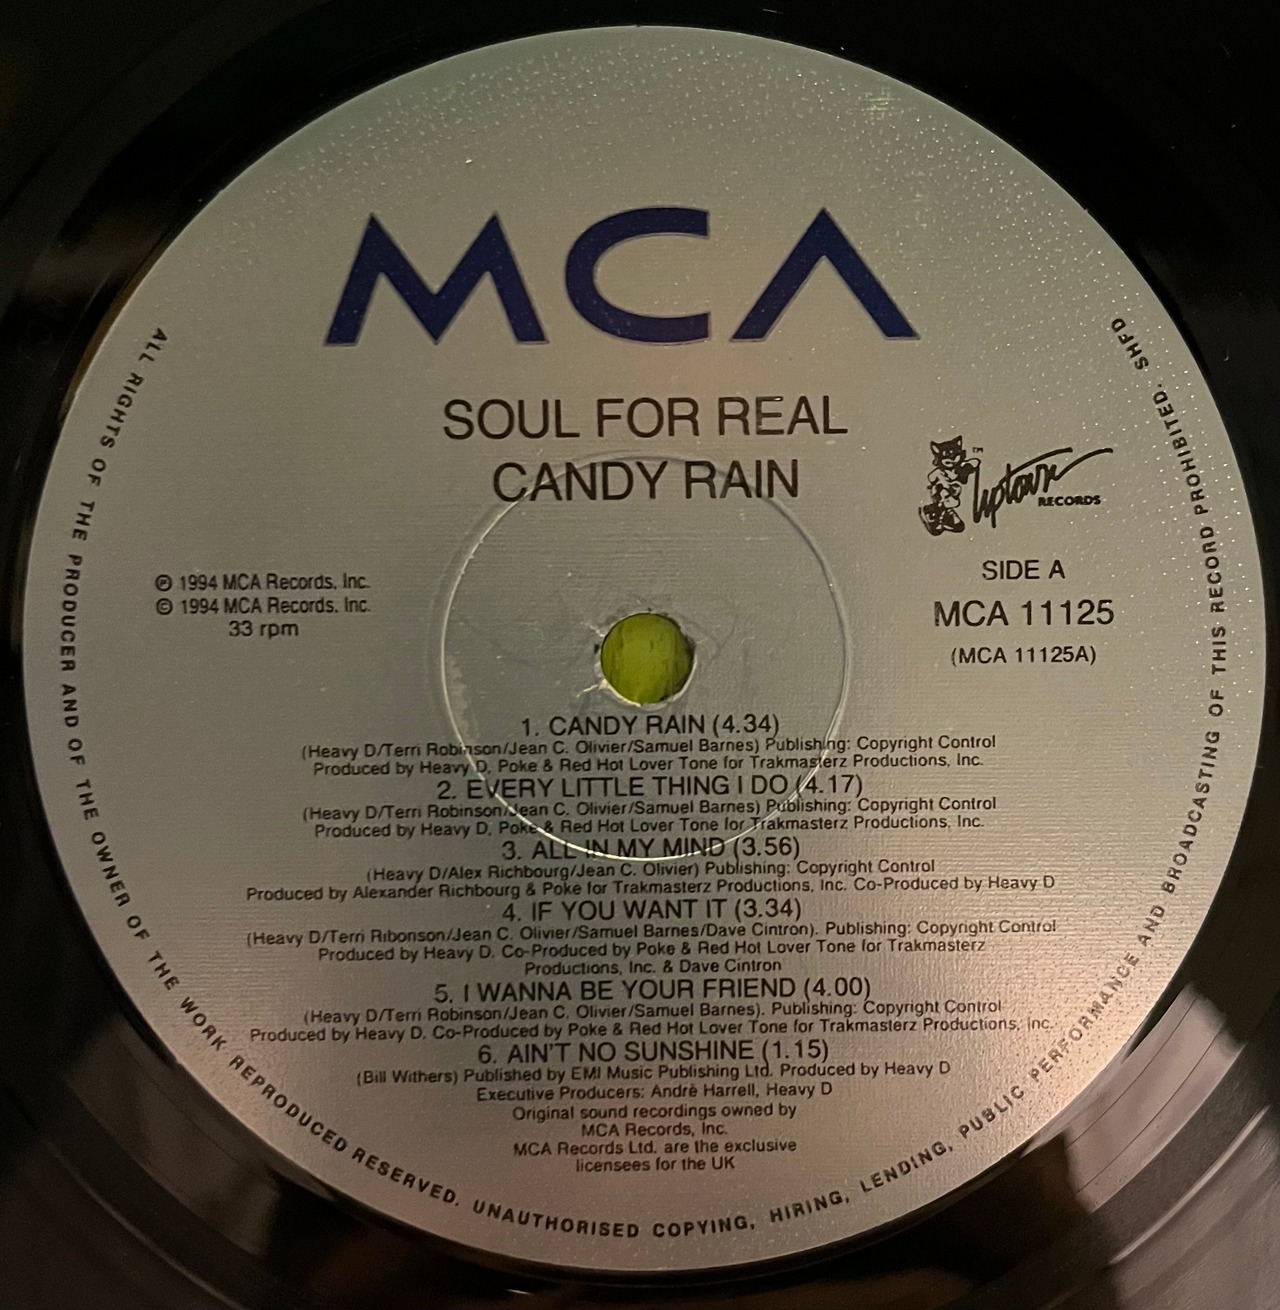 MCA
SOUL FOR REAL
CANDY RAIN
Uptown™
RECORDS
SIDE A
MCA 11125
(MCA 11125A)
℗ 1994 MCA Records, Inc.
© 1994 MCA Records, Inc.
33 rpm
1. CANDY RAIN (4.34)
(Heavy D/Terri Robinson/Jean C. Olivier/Samuel Barnes) Publishing: Copyright Control
Produced by Heavy D, Poke & Red Hot Lover Tone for Trakmasterz Productions, Inc.
2. EVERY LITTLE THING I DO (4.17)
(Heavy D/Terri Robinson/Jean C. Olivier/Samuel Barnes) Publishing: Copyright Control
Produced by Heavy D, Poke & Red Hot Lover Tone for Trakmasterz Productions, Inc.
3. ALL IN MY MIND (3.56)
(Heavy D/Alex Richbourg/Jean C. Olivier) Publishing: Copyright Control
Produced by Alexander Richbourg & Poke for Trakmasterz Productions, Inc. Co-Produced by Heavy D
4. IF YOU WANT IT (3.34)
(Heavy D/Terri Ribonson/Jean C. Olivier/Samuel Barnes/Dave Cintron). Publishing: Copyright Control
Produced by Heavy D. Co-Produced by Poke & Red Hot Lover Tone for Trakmasterz
Productions, Inc. & Dave Cintron
5. I WANNA BE YOUR FRIEND (4.00)
(Heavy D/Terri Robinson/Jean C. Olivier/Samuel Barnes). Publishing: Copyright Control
Produced by Heavy D. Co-Produced by Poke & Red Hot Lover Tone for Trakmasterz Productions, Inc.
6. AIN'T NO SUNSHINE (1.15)
(Bill Withers) Published by EMI Music Publishing Ltd. Produced by Heavy D
Executive Producers: Andrè Harrell, Heavy D
Original sound recordings owned by
MCA Records, Inc.
MCA Records Ltd. are the exclusive
licensees for the UK
ALL RIGHTS OF THE PRODUCER AND OF THE OWNER OF THE WORK REPRODUCED RESERVED. UNAUTHORISED COPYING, HIRING, LENDING, PUBLIC PERFORMANCE AND BROADCASTING OF THIS RECORD PROHIBITED. SHFD